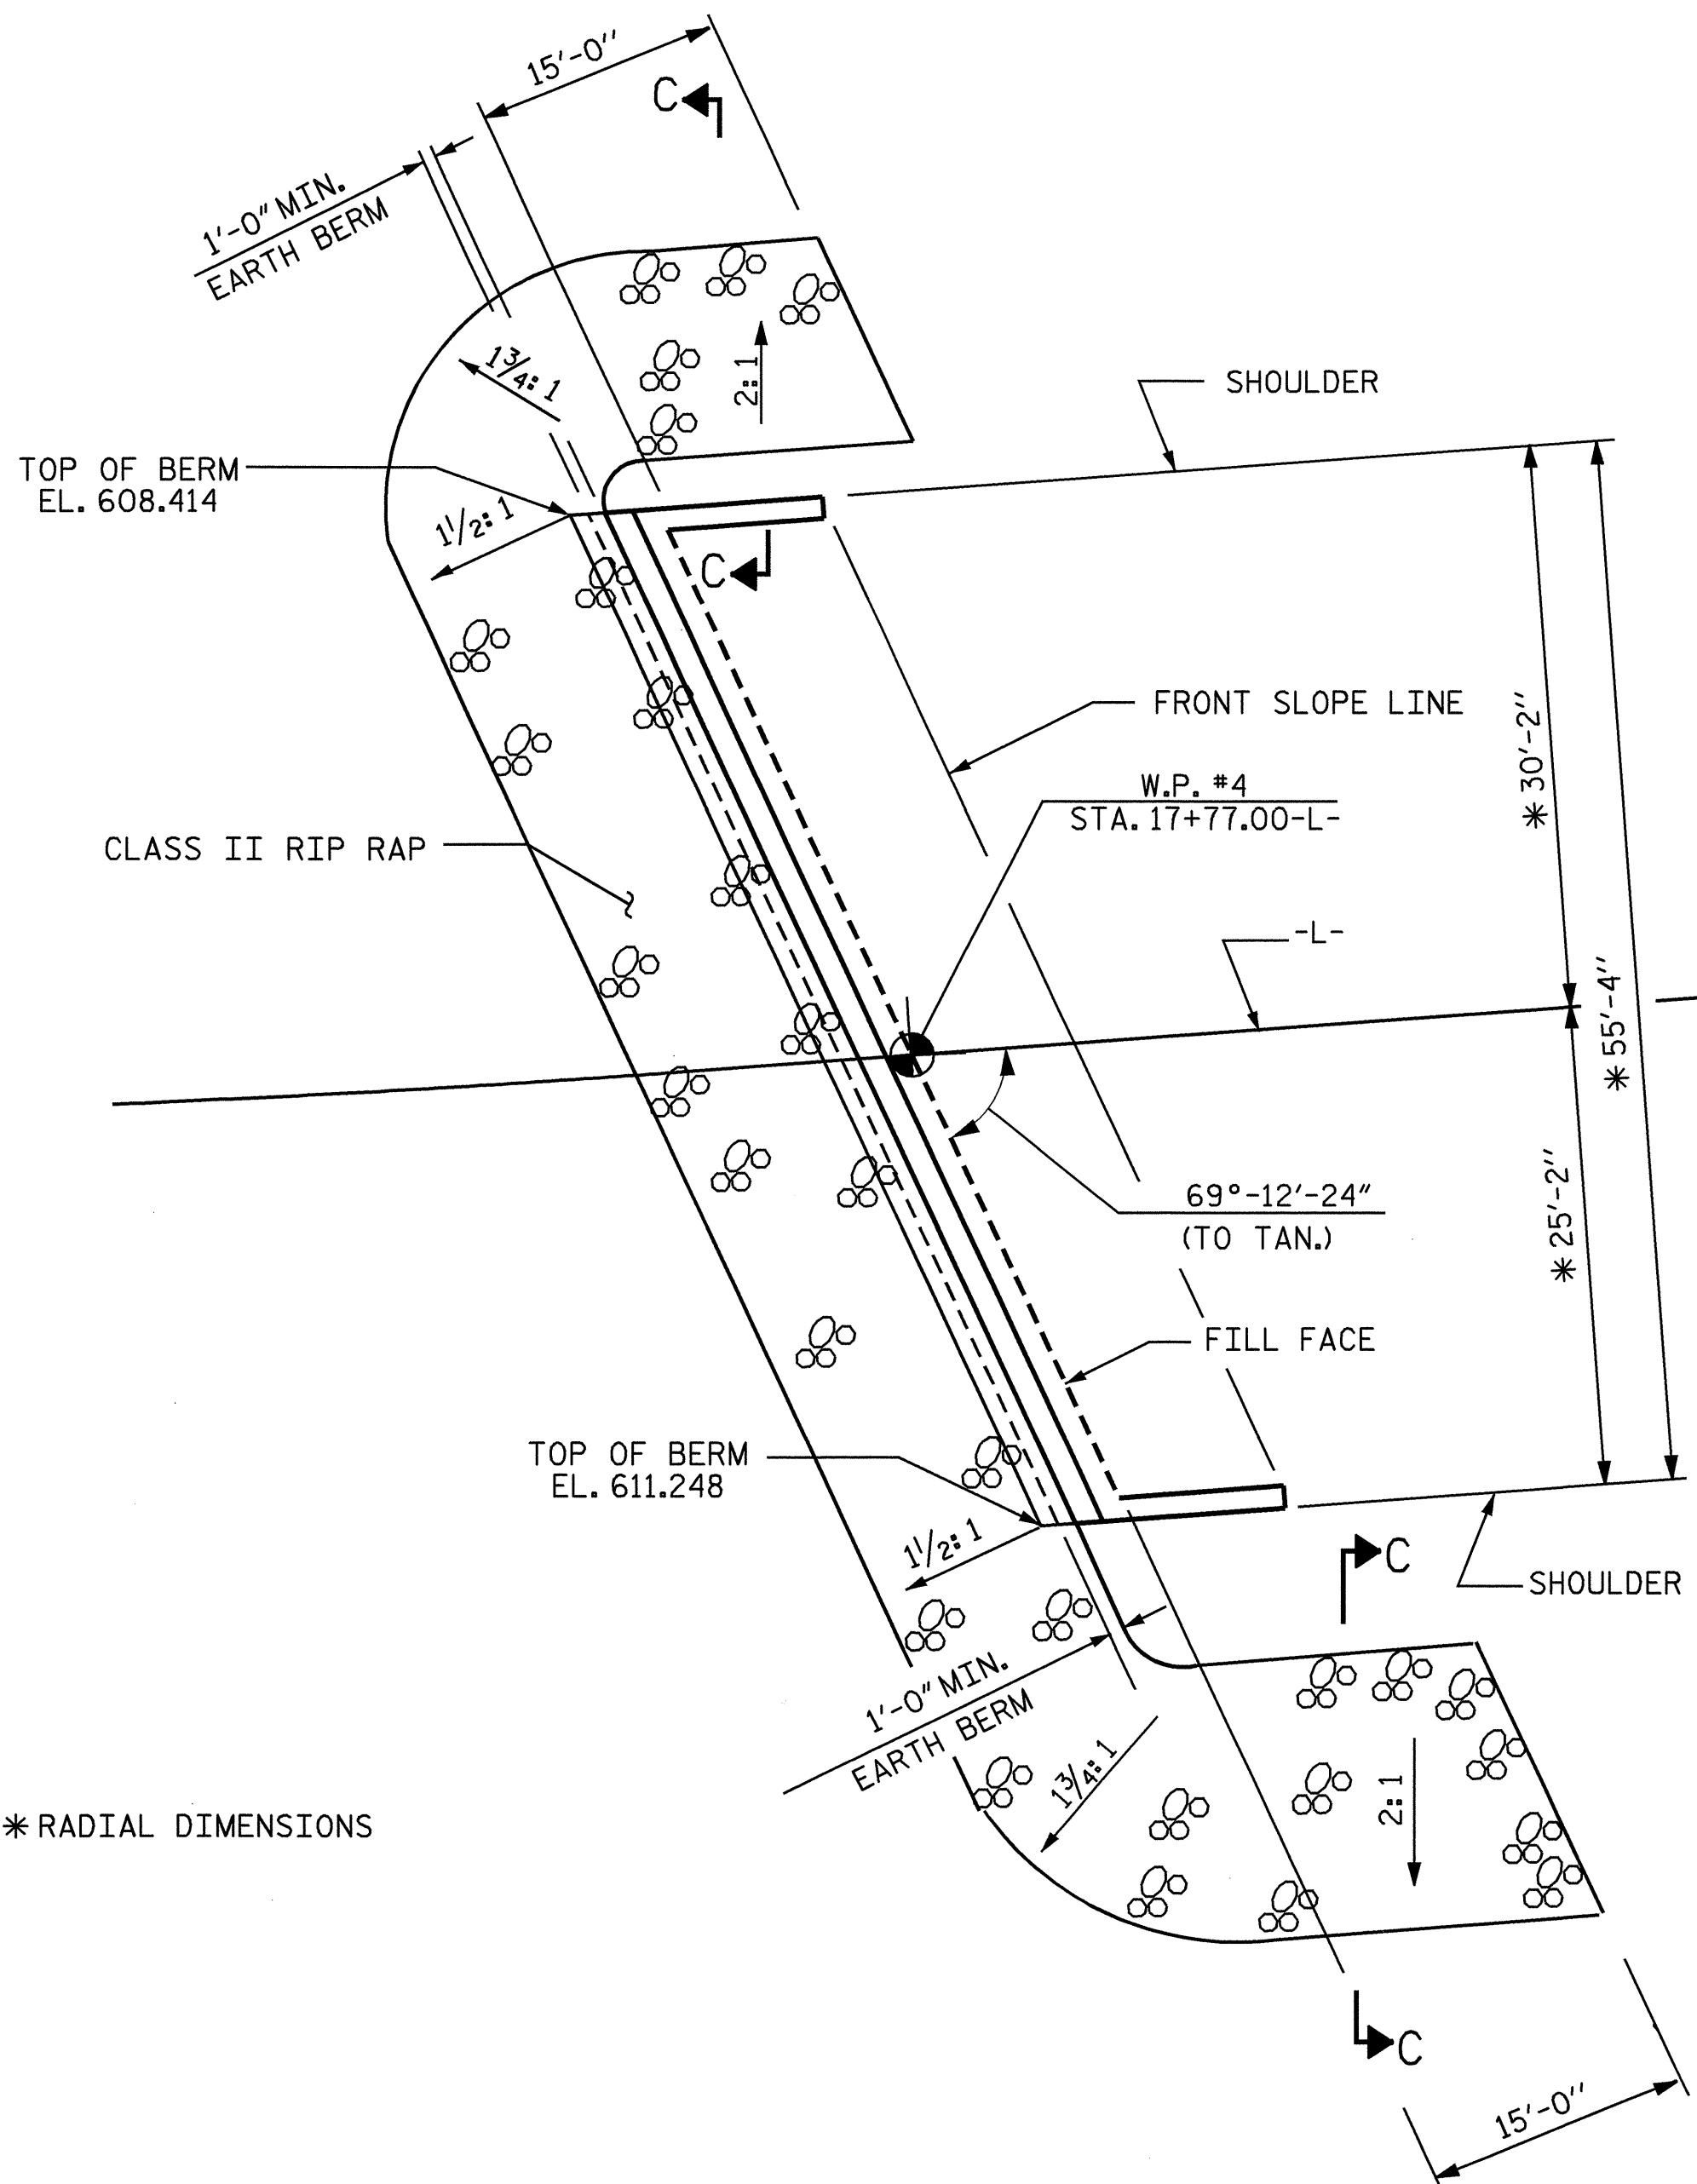 15'-0"
C
1'-0" MIN.
EARTH BERM
1 3/4: 1
2: 1
SHOULDER
TOP OF BERM
EL. 608.414
1 1/2: 1
C
FRONT SLOPE LINE
*30'-2"
W.P. #4
STA. 17+77.00-L-
CLASS II RIP RAP
-L-
*55'-4"
*25'-2"
69°-12'-24"
(TO TAN.)
FILL FACE
TOP OF BERM
EL. 611.248
1 1/2: 1
C
SHOULDER
1'-0" MIN.
EARTH BERM
1 3/4: 1
2: 1
* RADIAL DIMENSIONS
C
15'-0"